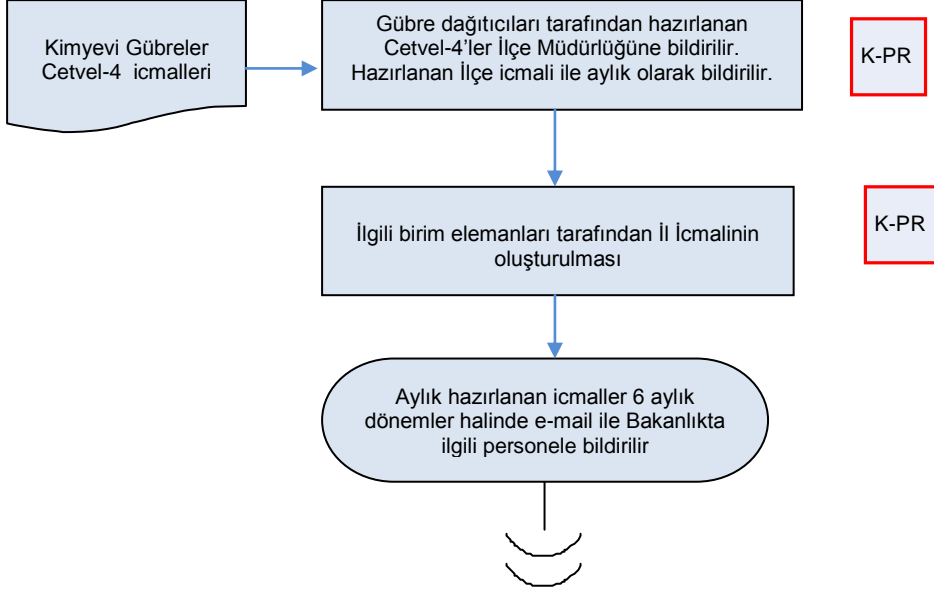 Kimyevi Gübreler
Cetvel-4 icmalleri
Gübre dağıtıcıları tarafından hazırlanan
Cetvel-4’ler İlçe Müdürlüğüne bildirilir.
Hazırlanan İlçe icmali ile aylık olarak bildirilir.
K-PR
İlgili birim elemanları tarafından İl İcmalinin
oluşturulması
K-PR
Aylık hazırlanan icmaller 6 aylık
dönemler halinde e-mail ile Bakanlıkta
ilgili personele bildirilir